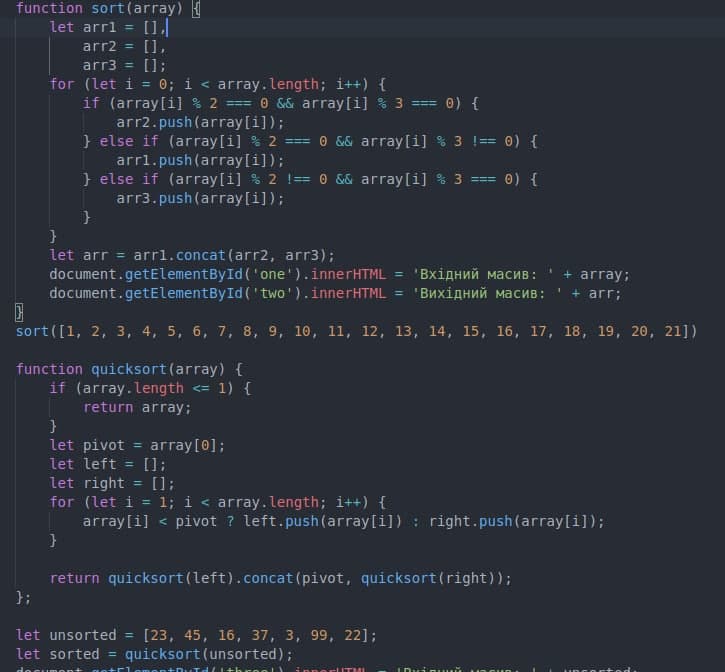 function sort(array) {
    let arr1 = [],
        arr2 = [],
        arr3 = [];
    for (let i = 0; i < array.length; i++) {
        if (array[i] % 2 === 0 && array[i] % 3 === 0) {
            arr2.push(array[i]);
        } else if (array[i] % 2 === 0 && array[i] % 3 !== 0) {
            arr1.push(array[i]);
        } else if (array[i] % 2 !== 0 && array[i] % 3 === 0) {
            arr3.push(array[i]);
        }
    }
    let arr = arr1.concat(arr2, arr3);
    document.getElementById('one').innerHTML = 'Вхідний масив: ' + array;
    document.getElementById('two').innerHTML = 'Вихідний масив: ' + arr;
}
sort([1, 2, 3, 4, 5, 6, 7, 8, 9, 10, 11, 12, 13, 14, 15, 16, 17, 18, 19, 20, 21])

function quicksort(array) {
    if (array.length <= 1) {
        return array;
    }
    let pivot = array[0];
    let left = [];
    let right = [];
    for (let i = 1; i < array.length; i++) {
        array[i] < pivot ? left.push(array[i]) : right.push(array[i]);
    }

    return quicksort(left).concat(pivot, quicksort(right));
};

let unsorted = [23, 45, 16, 37, 3, 99, 22];
let sorted = quicksort(unsorted);
document.getElementById('three').innerHTML = 'Вхідний масив: ' + unsorted;